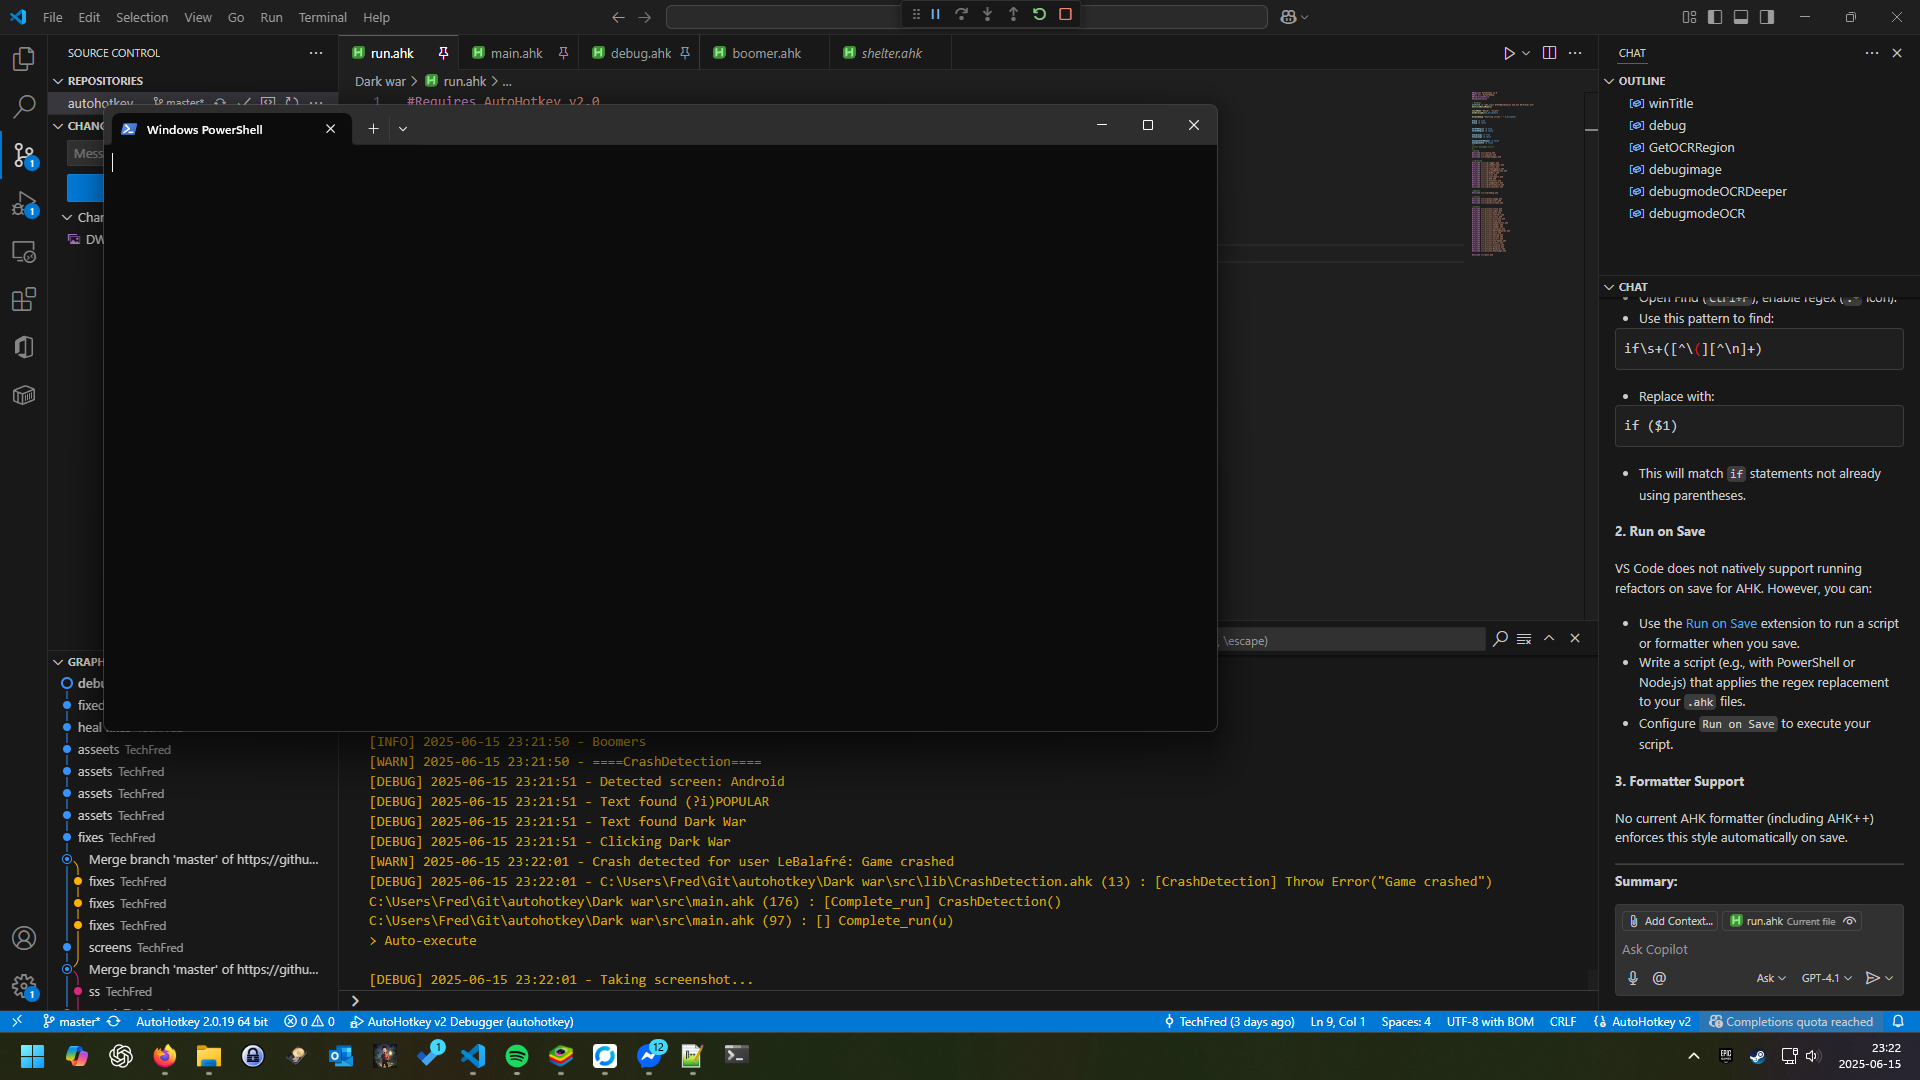 File Edit Selection View Go Run Terminal Help
SOURCE CONTROL
REPOSITORIES
autohotkey master*
Mess
DW
GRAPH
debu
fixed
heal
asseets TechFred
assets TechFred
assets TechFred
assets TechFred
fixes TechFred
Merge branch 'master' of https://githu...
fixes TechFred
fixes TechFred
fixes TechFred
screens TechFred
Merge branch 'master' of https://githu...
ss TechFred
run.ahk main.ahk debug.ahk boomer.ahk shelter.ahk
Dark war > run.ahk > ...
1 #Requires AutoHotkey v2.0
Windows PowerShell
\escape)
[INFO] 2025-06-15 23:21:50 - Boomers
[WARN] 2025-06-15 23:21:50 - ====CrashDetection====
[DEBUG] 2025-06-15 23:21:51 - Detected screen: Android
[DEBUG] 2025-06-15 23:21:51 - Text found (?i)POPULAR
[DEBUG] 2025-06-15 23:21:51 - Text found Dark War
[DEBUG] 2025-06-15 23:21:51 - Clicking Dark War
[WARN] 2025-06-15 23:22:01 - Crash detected for user LeBalafré: Game crashed
[DEBUG] 2025-06-15 23:22:01 - C:\Users\Fred\Git\autohotkey\Dark war\src\lib\CrashDetection.ahk (13) : [CrashDetection] Throw Error("Game crashed")
C:\Users\Fred\Git\autohotkey\Dark war\src\main.ahk (176) : [Complete_run] CrashDetection()
C:\Users\Fred\Git\autohotkey\Dark war\src\main.ahk (97) : [] Complete_run(u)
> Auto-execute
[DEBUG] 2025-06-15 23:22:01 - Taking screenshot...
CHAT
OUTLINE
winTitle
debug
GetOCRRegion
debugimage
debugmodeOCRDeeper
debugmodeOCR
CHAT
Open Find (Ctrl+F), enable regex (.* icon).
Use this pattern to find:
if\s+([^\(][^\n]+)
Replace with:
if ($1)
This will match if statements not already
using parentheses.
2. Run on Save
VS Code does not natively support running
refactors on save for AHK. However, you can:
Use the Run on Save extension to run a script
or formatter when you save.
Write a script (e.g., with PowerShell or
Node.js) that applies the regex replacement
to your .ahk files.
Configure Run on Save to execute your
script.
3. Formatter Support
No current AHK formatter (including AHK++)
enforces this style automatically on save.
Summary:
Add Context... run.ahk Current file
Ask Copilot
Ask GPT-4.1
master* AutoHotkey 2.0.19 64 bit 0 0 AutoHotkey v2 Debugger (autohotkey) TechFred (3 days ago) Ln 9, Col 1 Spaces: 4 UTF-8 with BOM CRLF AutoHotkey v2 Completions quota reached
1 12
23:22
2025-06-15